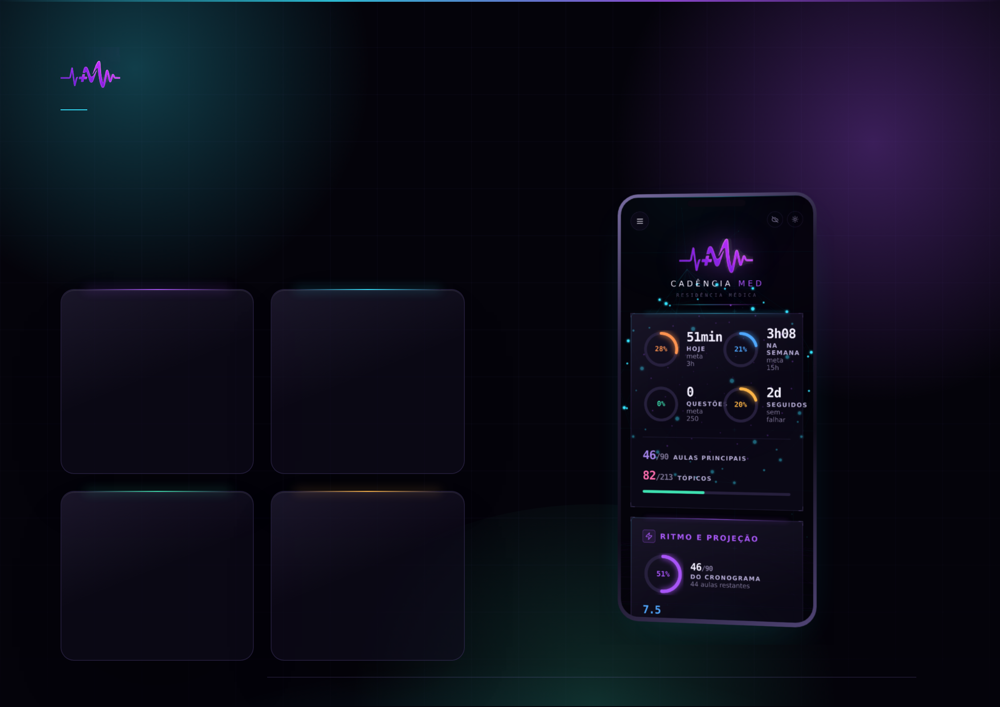 CADÊNCIA MED
RESIDÊNCIA MÉDICA
28%
51min
HOJE
meta
3h
21%
3h08
NA
SEMANA
meta
15h
0%
0
QUESTÕES
meta
250
20%
2d
SEGUIDOS
sem
falhar
46/90 AULAS PRINCIPAIS
82/213 TÓPICOS
RITMO E PROJEÇÃO
51%
46/90
DO CRONOGRAMA
44 aulas restantes
7.5